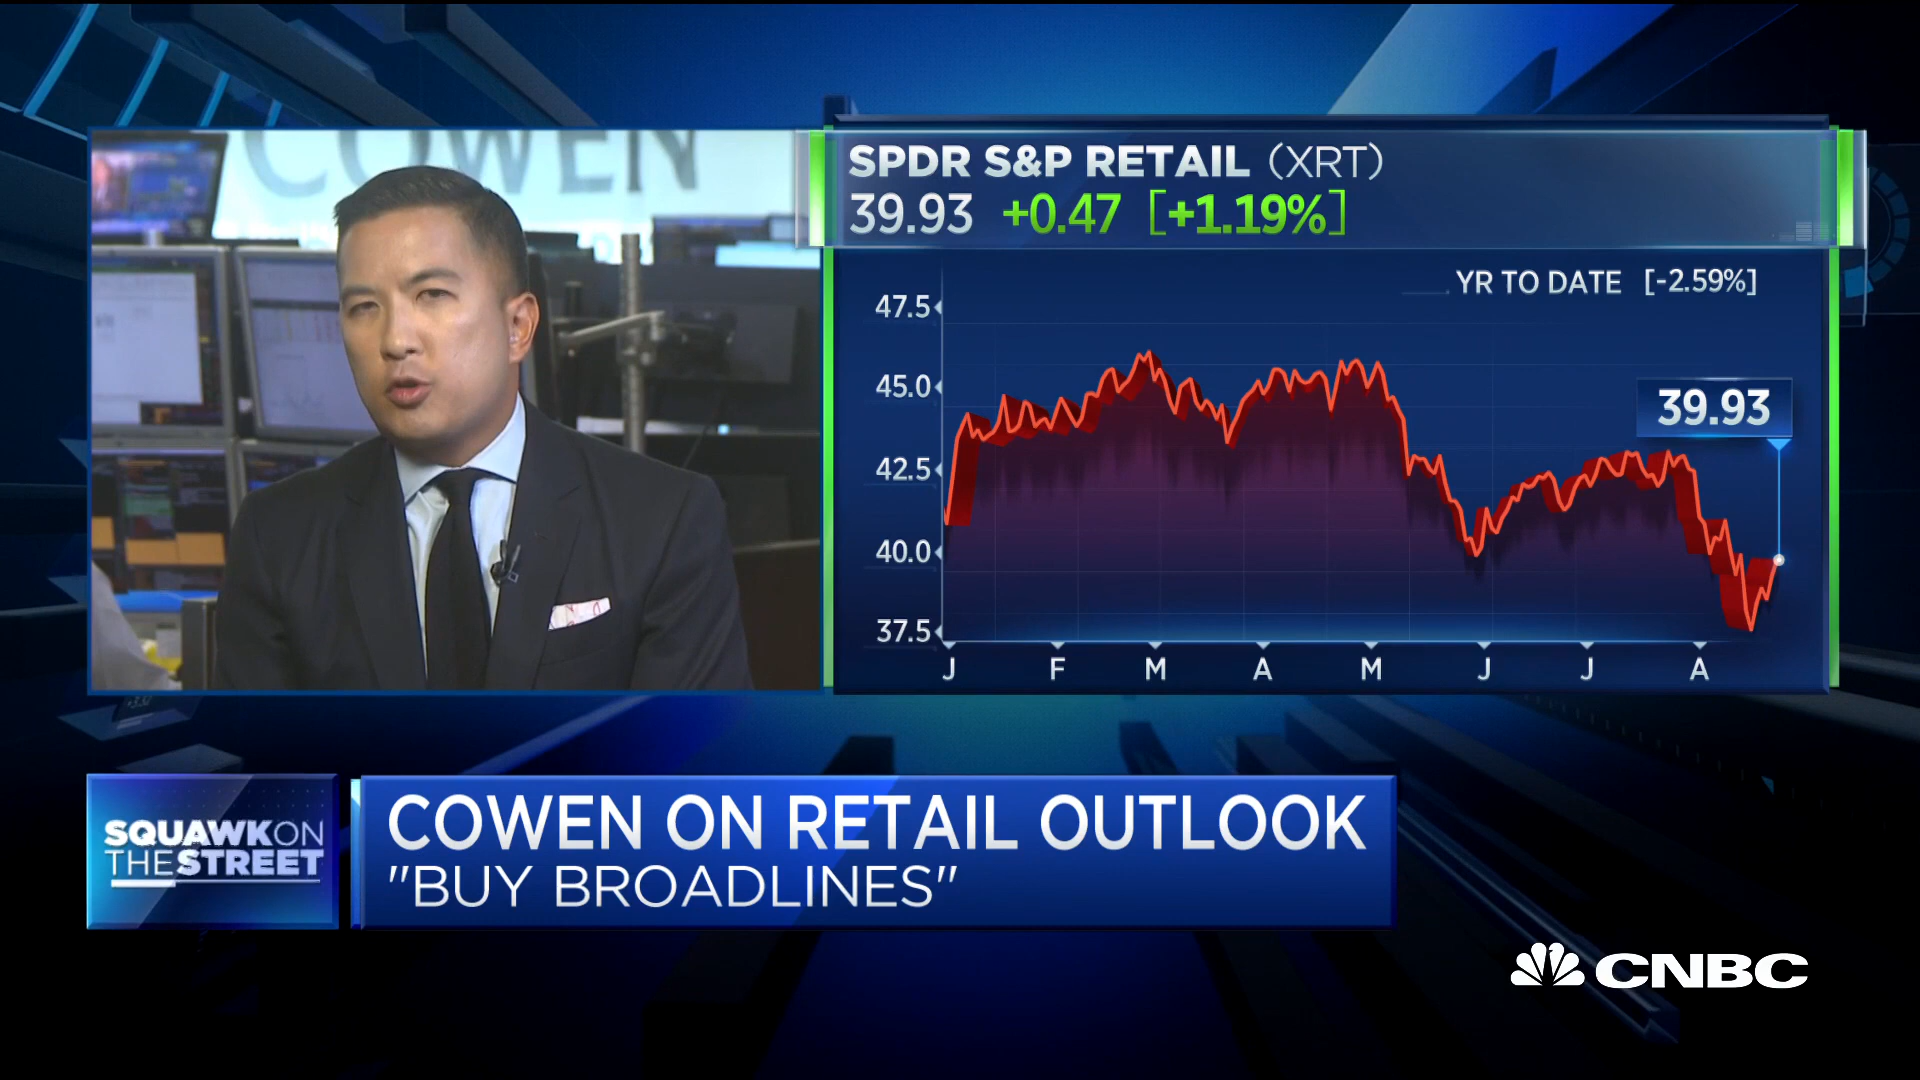 COWEN
SPDR S&P RETAIL (XRT)
39.93 +0.47 [+1.19%]
YR TO DATE [-2.59%]
47.5
45.0
42.5
40.0
37.5
39.93
J F M A M J J A
SQUAWK ON
THE STREET
COWEN ON RETAIL OUTLOOK
"BUY BROADLINES"
CNBC